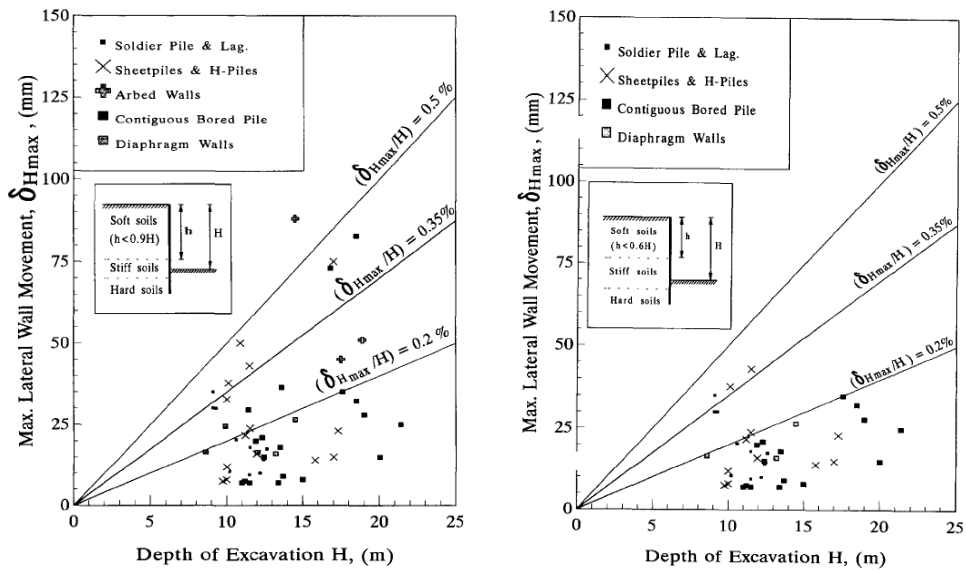 150
125
100
75
50
25
0
Max. Lateral Wall Movement, δHmax , (mm)
Soldier Pile & Lag.
Sheetpiles & H-Piles
Arbed Walls
Contiguous Bored Pile
Diaphragm Walls
Soft soils
(h<0.9H)
Stiff soils
Hard soils
h
H
(δHmax/H) = 0.5 %
(δHmax/H) = 0.35%
(δHmax/H) = 0.2 %
0 5 10 15 20 25
Depth of Excavation H, (m)
150
125
100
75
50
25
0
Max. Lateral Wall Movement, δHmax , (mm)
Soldier Pile & Lag.
Sheetpiles & H-Piles
Contiguous Bored Pile
Diaphragm Walls
Soft soils
(h<0.6H)
Stiff soils
Hard soils
h
H
(δHmax/H) = 0.5%
(δHmax/H) = 0.35%
(δHmax/H) = 0.2%
0 5 10 15 20 25
Depth of Excavation H, (m)